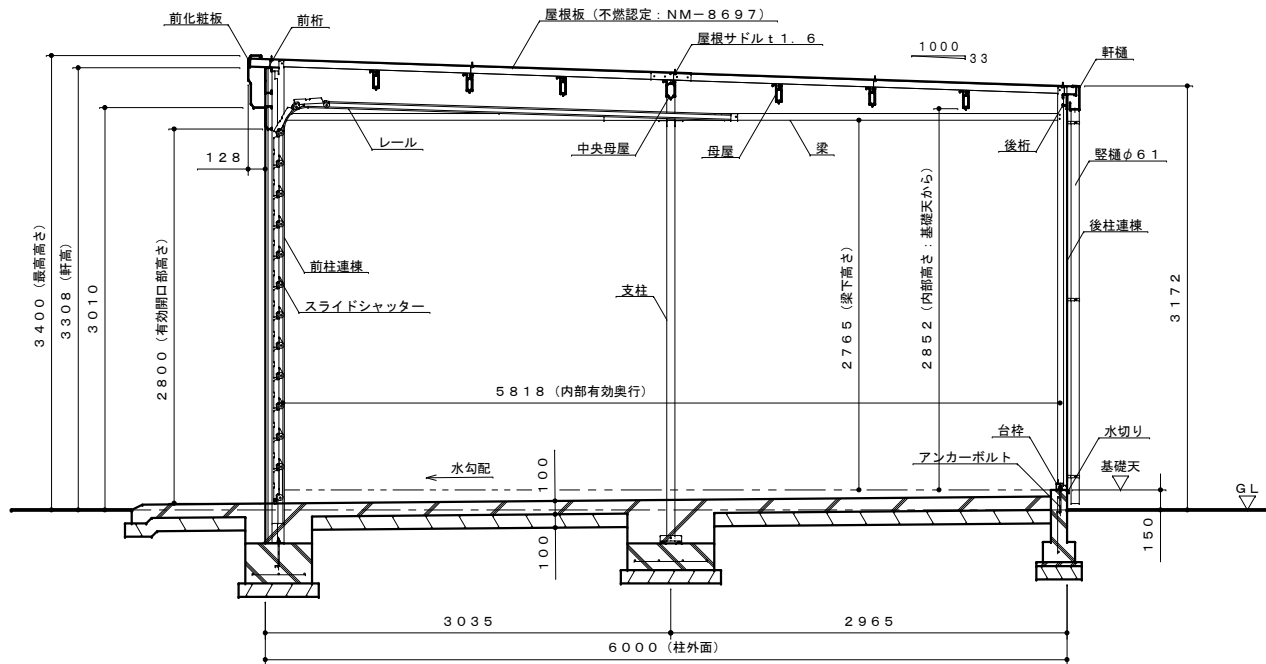 屋根板（不燃認定：NM－8697）
前化粧板
前桁
屋根サドルｔ1．6
1000
33
軒樋
レール
中央母屋
母屋
梁
後桁
竪樋φ61
128
3400（最高高さ）
3308（軒高）
3010
2800（有効開口部高さ）
前柱連棟
スライドシャッター
支柱
2765（梁下高さ）
2852（内部高さ：基礎天から）
後柱連棟
3172
5818（内部有効奥行）
台枠
水切り
アンカーボルト
基礎天
水勾配
100
GL
100
150
3035
2965
6000（柱外面）